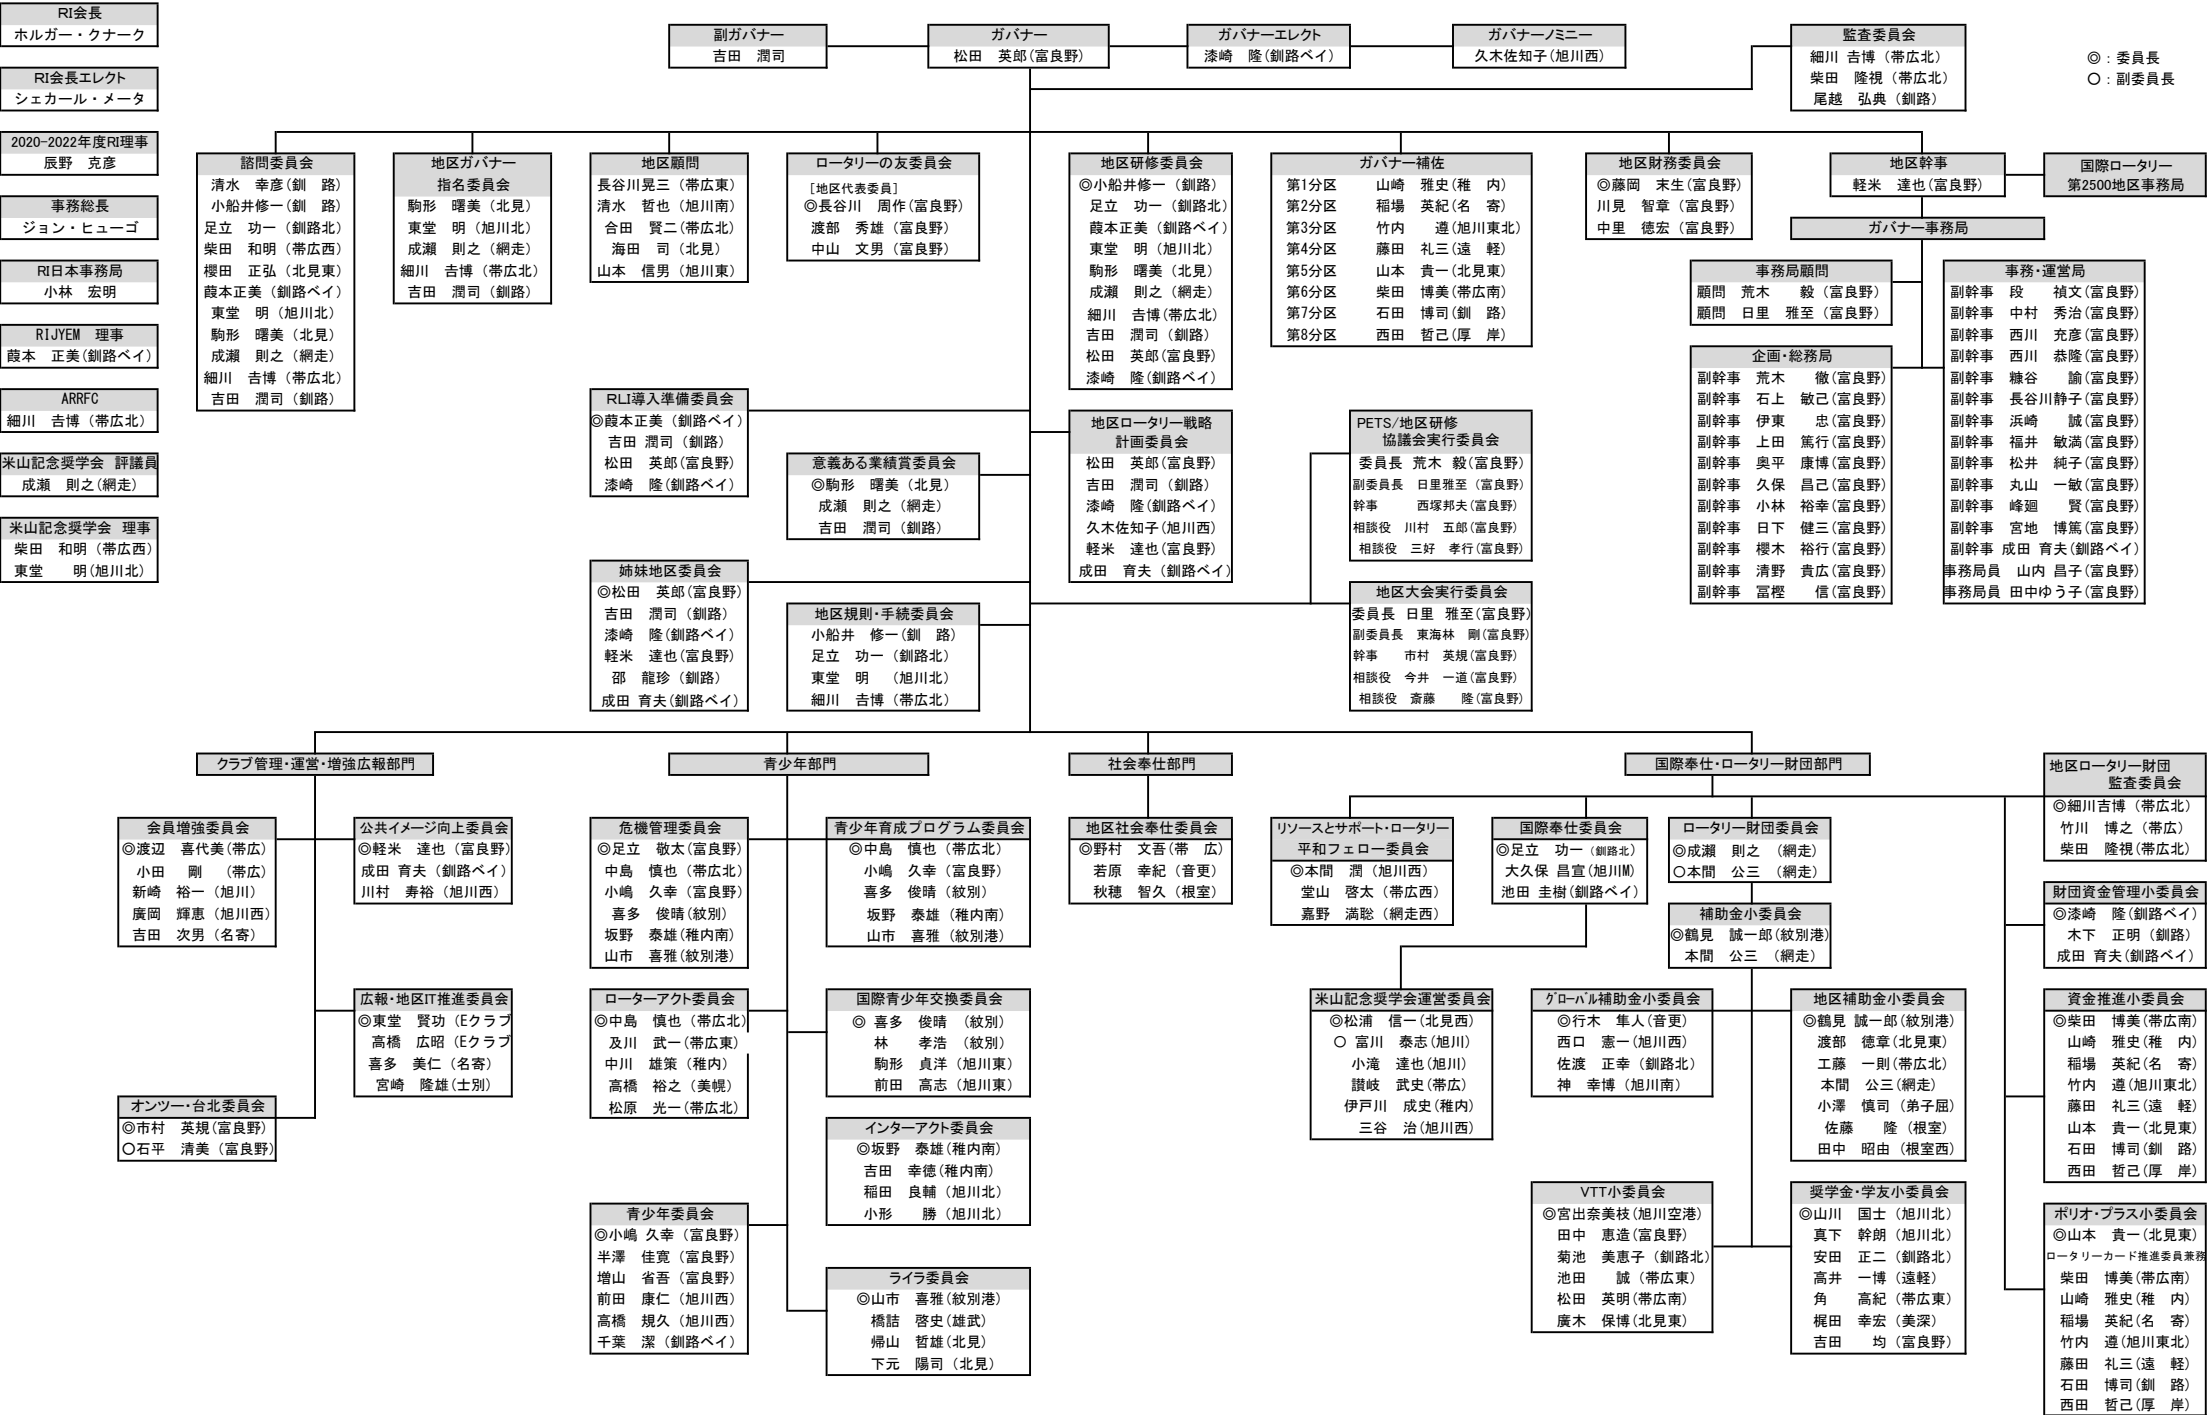 RI会長
ホルガー・クナーク
RI会長エレクト
シェカール・メータ
2020-2022年度RI理事
辰野　克彦
事務総長
ジョン・ヒューゴ
RI日本事務局
小林　宏明
RIJYEM　理事
葭本　正美(釧路ベイ)
ARRFC
細川　𠮷博（帯広北）
米山記念奨学会　評議員
成瀬　則之(網走)
米山記念奨学会　理事
柴田　和明（帯広西）
東堂　　明(旭川北)
副ガバナー
吉田　潤司
ガバナー
松田　英郎(富良野)
ガバナーエレクト
漆崎　隆(釧路ベイ)
ガバナーノミニー
久木佐知子(旭川西)
監査委員会
細川 𠮷博（帯広北）
柴田　隆視（帯広北）
尾越　弘典（釧路）
◎：委員長
〇：副委員長
諮問委員会
清水　幸彦(釧　路)
小船井修一(釧　路)
足立　功一（釧路北）
柴田　和明（帯広西）
櫻田　正弘（北見東）
葭本正美（釧路ベイ）
東堂　明（旭川北）
駒形　曙美（北見）
成瀬　則之（網走）
細川　𠮷博（帯広北）
吉田　潤司（釧路）
地区ガバナー
指名委員会
駒形　曙美（北見）
東堂　明（旭川北）
成瀬　則之（網走）
細川 𠮷博（帯広北）
吉田　潤司（釧路）
地区顧問
長谷川晃三（帯広東）
清水　哲也（旭川南）
合田　賢二(帯広北)
海田　司（北見）
山本　信男（旭川東）
ロータリーの友委員会
［地区代表委員］
◎長谷川　周作(富良野)
渡部　秀雄（富良野）
中山　文男（富良野）
地区研修委員会
◎小船井修一（釧路）
足立　功一（釧路北）
葭本正美（釧路ベイ）
東堂　明（旭川北）
駒形　曙美（北見）
成瀬　則之（網走）
細川　𠮷博(帯広北)
吉田　潤司（釧路）
松田　英郎(富良野)
漆崎　隆(釧路ベイ)
ガバナー補佐
第1分区　山崎　雅史(稚　内)
第2分区　稲場　英紀(名　寄)
第3分区　竹内　　遵(旭川東北)
第4分区　藤田　礼三(遠　軽)
第5分区　山本　貴一(北見東)
第6分区　柴田　博美(帯広南)
第7分区　石田　博司(釧　路)
第8分区　西田　哲己(厚　岸)
地区財務委員会
◎藤岡　末生(富良野)
川見　智章（富良野）
中里　徳宏（富良野）
地区幹事
軽米　達也(富良野)
国際ロータリー
第2500地区事務局
ガバナー事務局
事務局顧問
顧問　荒木　　毅（富良野）
顧問　日里　雅至（富良野）
企画・総務局
副幹事　荒木　　徹(富良野)
副幹事　石上　敏己(富良野)
副幹事　伊東　　忠(富良野)
副幹事　上田　篤行(富良野)
副幹事　奥平　康博(富良野)
副幹事　久保　昌己(富良野)
副幹事　小林　裕幸(富良野)
副幹事　日下　健三(富良野)
副幹事　櫻木　裕行(富良野)
副幹事　清野　貴広(富良野)
副幹事　冨樫　　信(富良野)
事務・運営局
副幹事　段　　禎文(富良野)
副幹事　中村　秀治(富良野)
副幹事　西川　充彦(富良野)
副幹事　西川　恭隆(富良野)
副幹事　糠谷　　諭(富良野)
副幹事　長谷川静子(富良野)
副幹事　浜崎　　誠(富良野)
副幹事　福井　敏満(富良野)
副幹事　松井　純子(富良野)
副幹事　丸山　一敏(富良野)
副幹事　峰廻　　賢(富良野)
副幹事　宮地　博篤(富良野)
副幹事 成田 育夫(釧路ベイ)
事務局員　山内 昌子(富良野)
事務局員　田中ゆう子(富良野)
RLI導入準備委員会
◎葭本正美（釧路ベイ）
吉田 潤司（釧路）
松田　英郎(富良野)
漆崎　隆(釧路ベイ)
意義ある業績賞委員会
◎駒形　曙美（北見）
成瀬　則之（網走）
吉田　潤司（釧路）
地区ロータリー戦略
計画委員会
松田　英郎(富良野)
吉田　潤司（釧路）
漆崎　隆(釧路ベイ)
久木佐知子(旭川西)
軽米　達也(富良野)
成田　育夫（釧路ベイ）
PETS/地区研修
協議会実行委員会
委員長　荒木 毅(富良野)
副委員長　日里雅至（富良野）
幹事　　　西塚邦夫(富良野)
相談役　川村　五郎(富良野)
相談役　三好　孝行(富良野)
姉妹地区委員会
◎松田　英郎(富良野)
吉田　潤司（釧路）
漆崎　隆(釧路ベイ)
軽米　達也(富良野)
邵　龍珍（釧路）
成田 育夫(釧路ベイ)
地区規則・手続委員会
小船井　修一(釧　路)
足立　功一（釧路北）
東堂　明　（旭川北）
細川　𠮷博（帯広北）
地区大会実行委員会
委員長　日里　雅至(富良野)
副委員長　東海林　剛(富良野)
幹事　　市村　英規(富良野)
相談役　今井　一道(富良野)
相談役　斎藤　　隆(富良野)
クラブ管理・運営・増強広報部門
青少年部門
社会奉仕部門
国際奉仕・ロータリー財団部門
会員増強委員会
◎渡辺　喜代美(帯広)
小田　　剛　（帯広）
新崎　裕一（旭川）
廣岡　輝恵（旭川西）
吉田　次男（名寄）
公共イメージ向上委員会
◎軽米　達也（富良野）
成田 育夫（釧路ベイ）
川村　寿裕（旭川西）
広報・地区IT推進委員会
◎東堂　賢功（Eクラブ
高橋　広昭（Eクラブ
喜多　美仁（名寄）
宮崎　隆雄(士別)
オンツー・台北委員会
◎市村　英規(富良野)
〇石平　清美（富良野)
危機管理委員会
◎足立　敬太(富良野)
中島　慎也（帯広北）
小嶋　久幸（富良野）
喜多　俊晴(紋別)
坂野　泰雄(稚内南)
山市　喜雅(紋別港)
青少年育成プログラム委員会
◎中島　慎也（帯広北）
小嶋　久幸（富良野）
喜多　俊晴（紋別）
坂野　泰雄(稚内南)
山市　喜雅（紋別港）
ローターアクト委員会
◎中島　慎也（帯広北）
及川　武一(帯広東)
中川　雄策（稚内）
高橋　裕之（美幌）
松原　光一(帯広北)
国際青少年交換委員会
◎ 喜多　俊晴　（紋別）
林　　孝浩　（紋別）
駒形　貞洋（旭川東）
前田　高志（旭川東）
インターアクト委員会
◎坂野　泰雄(稚内南)
吉田　幸徳(稚内南)
稲田　良輔（旭川北）
小形　　勝（旭川北）
青少年委員会
◎小嶋 久幸（富良野）
半澤　佳寛（富良野）
増山　省吾（富良野）
前田　康仁（旭川西）
高橋　規久（旭川西）
千葉　潔（釧路ベイ）
ライラ委員会
◎山市　喜雅(紋別港)
橋詰　啓史(雄武)
帰山　哲雄(北見)
下元　陽司（北見）
地区社会奉仕委員会
◎野村　文吾(帯　広)
若原　幸紀（音更）
秋穂　智久（根室）
リソースとサポート・ロータリー
平和フェロー委員会
◎本間　潤（旭川西）
堂山　啓太（帯広西）
嘉野　満聡（網走西）
国際奉仕委員会
◎足立　功一（釧路北）
大久保 昌宣(旭川M)
池田 圭樹(釧路ベイ)
ロータリー財団委員会
◎成瀬　則之　（網走）
〇本間　公三　（網走）
補助金小委員会
◎鶴見　誠一郎(紋別港)
本間　公三　（網走）
米山記念奨学会運営委員会
◎松浦　信一(北見西)
〇 富川　泰志(旭川)
小滝　達也(旭川)
讃岐　武史(帯広)
伊戸川　成史(稚内)
三谷　治(旭川西)
グローバル補助金小委員会
◎行木　隼人(音更)
西口　憲一(旭川西)
佐渡　正幸（釧路北）
神　幸博（旭川南）
地区補助金小委員会
◎鶴見 誠一郎(紋別港)
渡部　徳章(北見東)
工藤　一則(帯広北)
本間　公三(網走)
小澤　慎司（弟子屈）
佐藤　　隆（根室）
田中　昭由（根室西）
VTT小委員会
◎宮出奈美枝(旭川空港)
田中　恵造(富良野)
菊池　美恵子（釧路北）
池田　　誠（帯広東）
松田　英明(帯広南)
廣木　保博(北見東)
奨学金・学友小委員会
◎山川　国士（旭川北）
真下　幹朗（旭川北）
安田　正二（釧路北）
高井　一博（遠軽）
角　　高紀（帯広東）
梶田　幸宏（美深）
吉田　　均（富良野）
地区ロータリー財団
監査委員会
◎細川吉博（帯広北）
竹川　博之（帯広）
柴田　隆視(帯広北)
財団資金管理小委員会
◎漆崎　隆(釧路ベイ)
木下　正明（釧路）
成田 育夫(釧路ベイ)
資金推進小委員会
◎柴田　博美(帯広南)
山崎　雅史(稚　内)
稲場　英紀(名　寄)
竹内　遵(旭川東北)
藤田　礼三(遠　軽)
山本　貴一(北見東)
石田　博司(釧　路)
西田　哲己(厚　岸)
ポリオ・プラス小委員会
◎山本　貴一(北見東)
ロータリーカード推進委員兼務
柴田　博美(帯広南)
山崎　雅史(稚　内)
稲場　英紀(名　寄)
竹内　遵(旭川東北)
藤田　礼三(遠　軽)
石田　博司(釧　路)
西田　哲己(厚　岸)